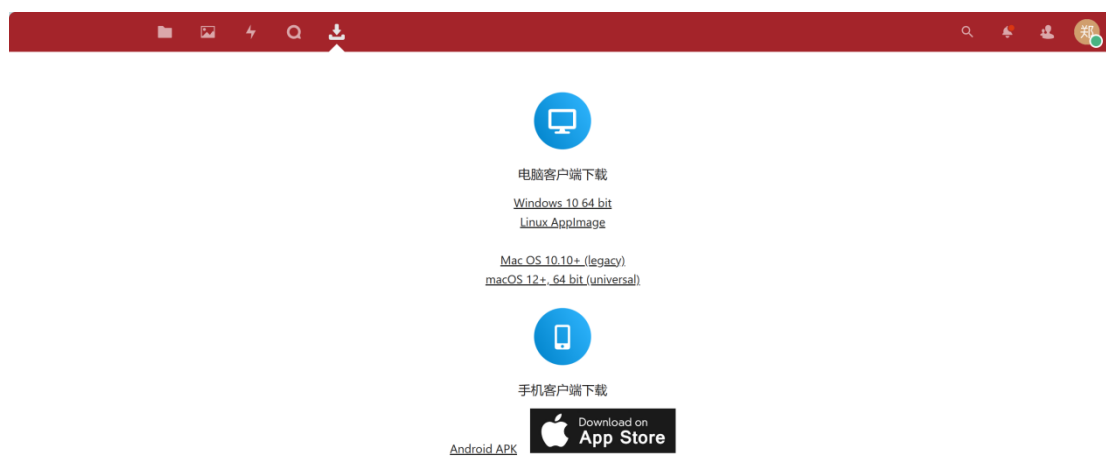 郑
电脑客户端下载
Windows 10 64 bit
Linux AppImage
Mac OS 10.10+ (legacy)
macOS 12+, 64 bit (universal)
手机客户端下载
Android APK
Download on
App Store